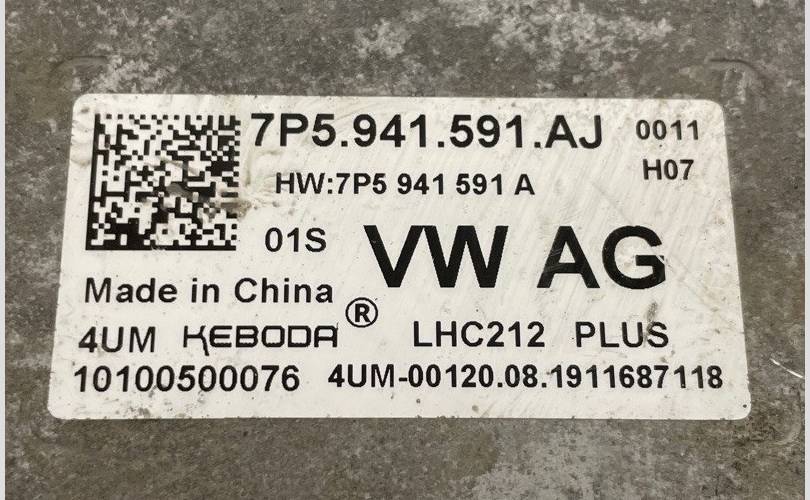 7P5.941.591.AJ 0011
HW:7P5 941 591 A H07
01S VW AG
Made in China
4UM KEBODA® LHC212 PLUS
10100500076 4UM-00120.08.1911687118